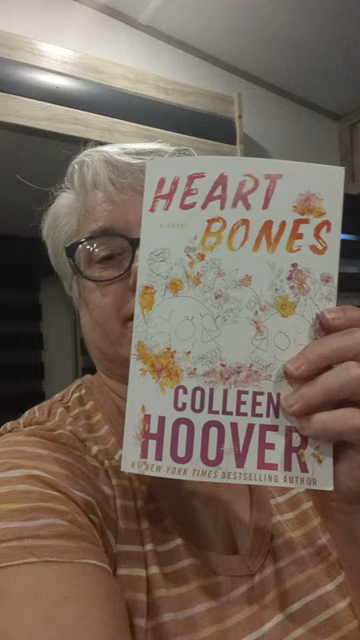 HEART
A NOVEL
BONES
COLLEEN
HOOVER
#1 NEW YORK TIMES BESTSELLING AUTHOR